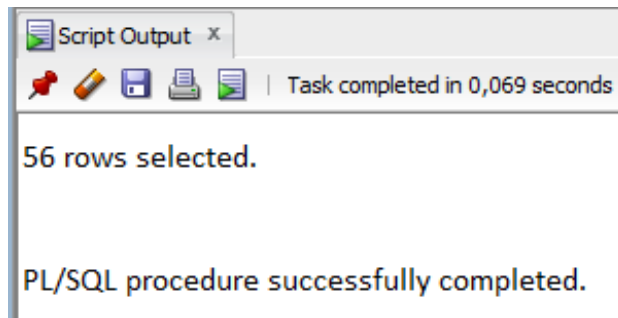 Script Output x
Task completed in 0,069 seconds
56 rows selected.
PL/SQL procedure successfully completed.